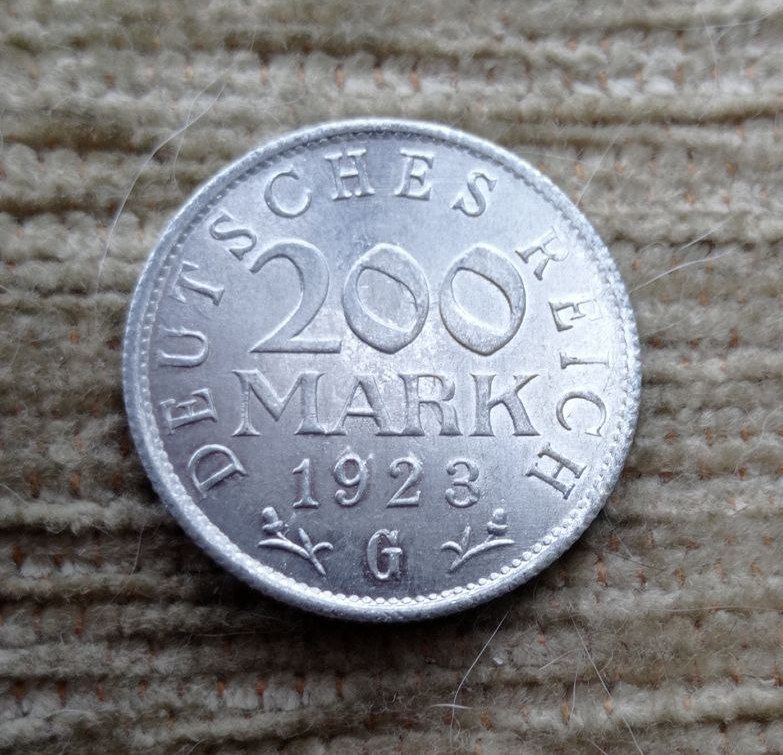 DEUTSCHES REICH
200
MARK
1923
G